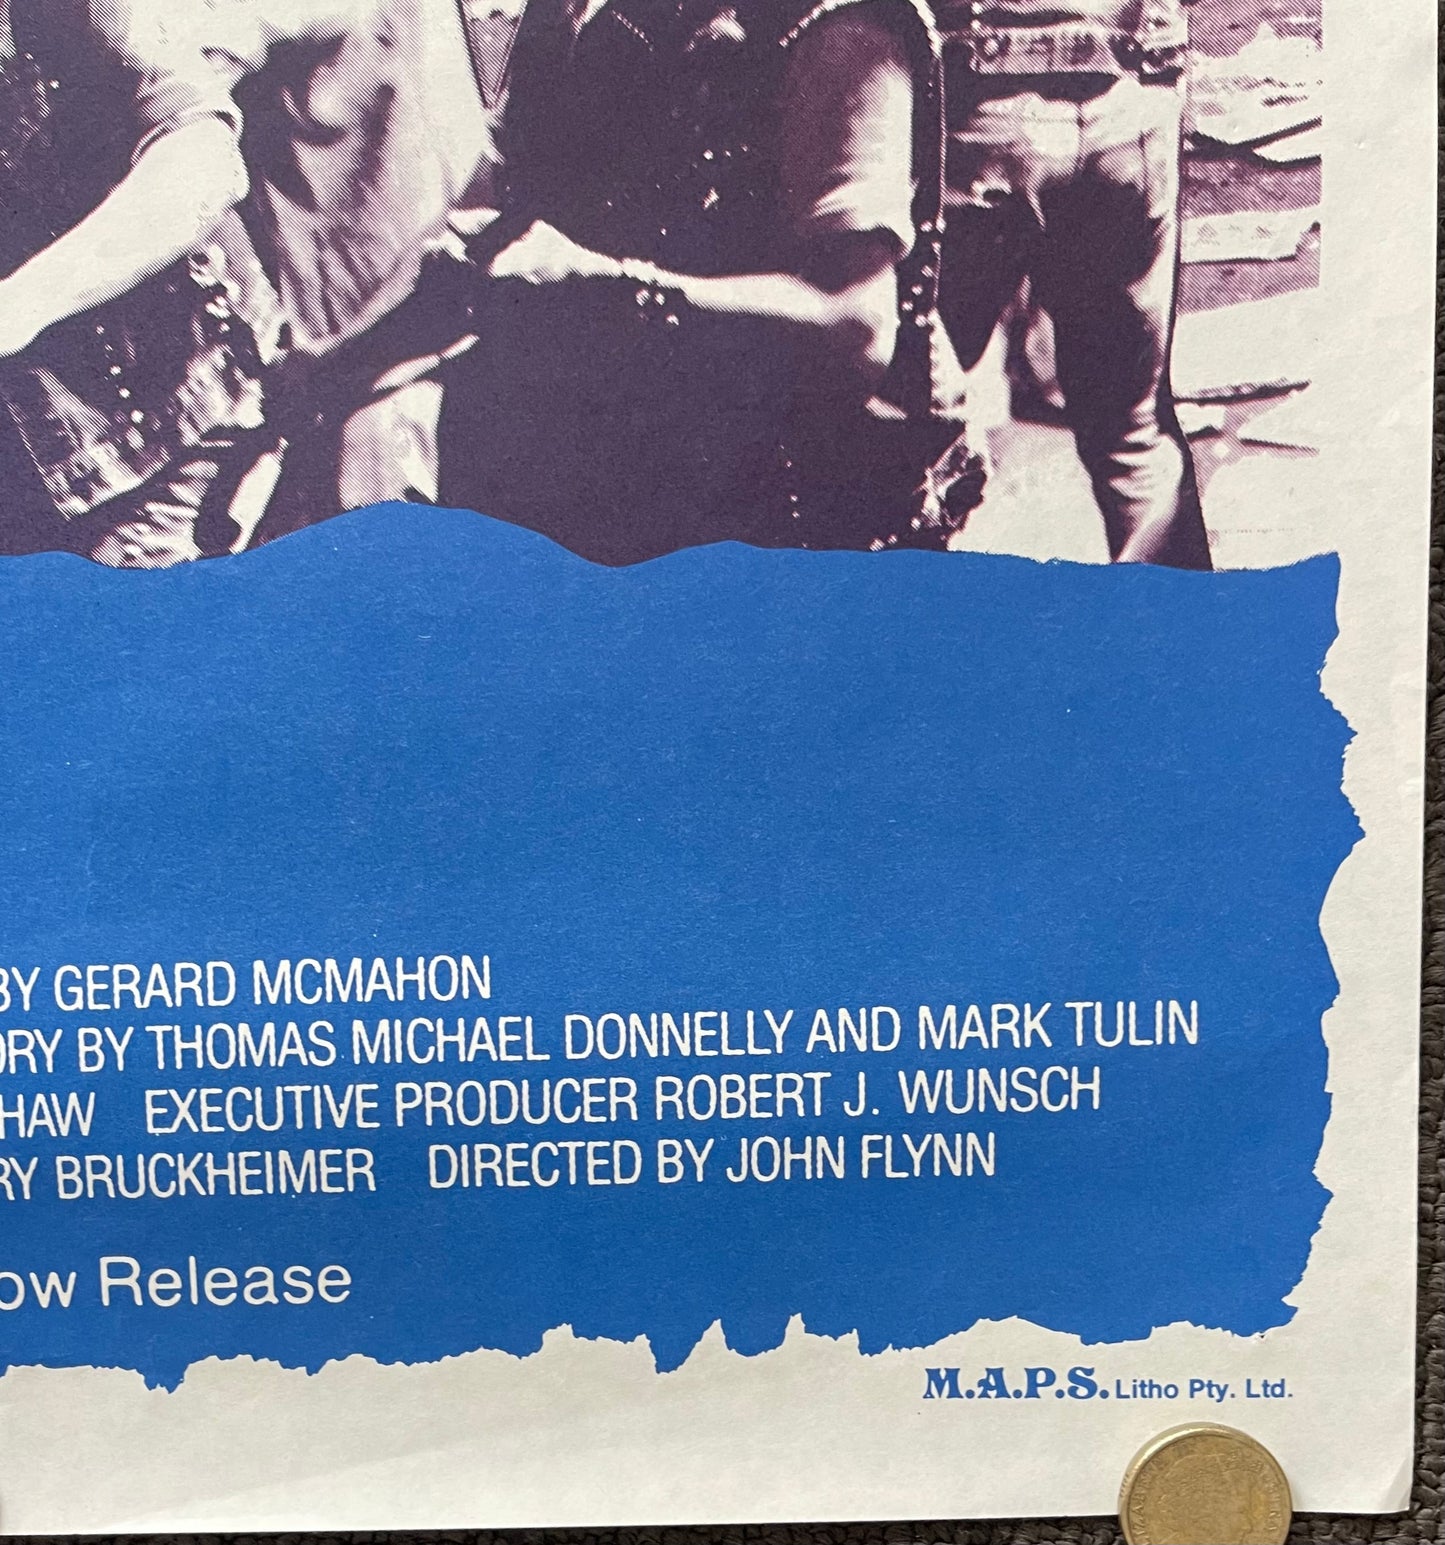 BY GERARD MCMAHON
ORY BY THOMAS MICHAEL DONNELLY AND MARK TULIN
HAW EXECUTIVE PRODUCER ROBERT J. WUNSCH
RY BRUCKHEIMER DIRECTED BY JOHN FLYNN
ow Release
M.A.P.S. Litho Pty. Ltd.